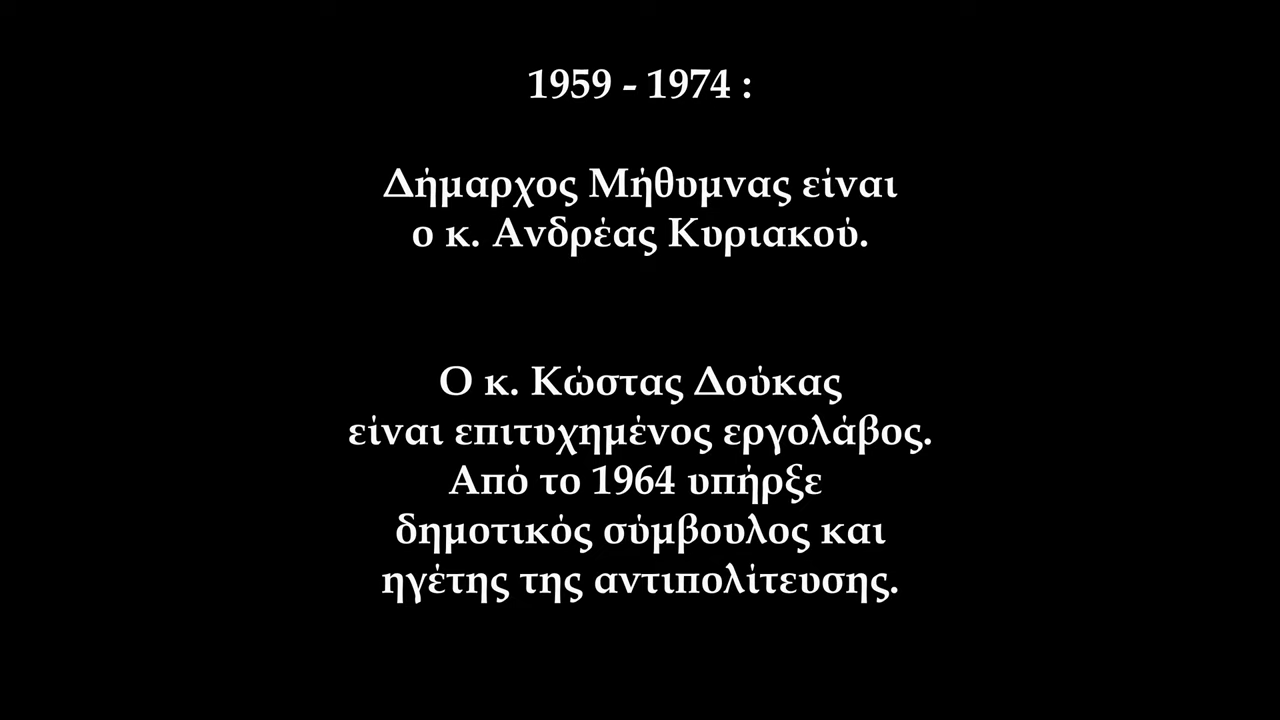 1959 - 1974 :
Δήμαρχος Μήθυμνας είναι
ο κ. Ανδρέας Κυριακού.
Ο κ. Κώστας Δούκας
είναι επιτυχημένος εργολάβος.
Από το 1964 υπήρξε
δημοτικός σύμβουλος και
ηγέτης της αντιπολίτευσης.